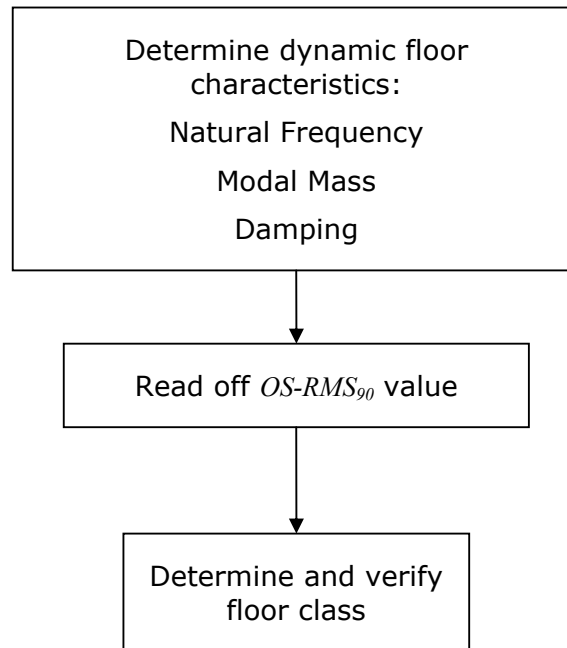 Determine dynamic floor
characteristics:
Natural Frequency
Modal Mass
Damping
Read off OS-RMS90 value
Determine and verify
floor class